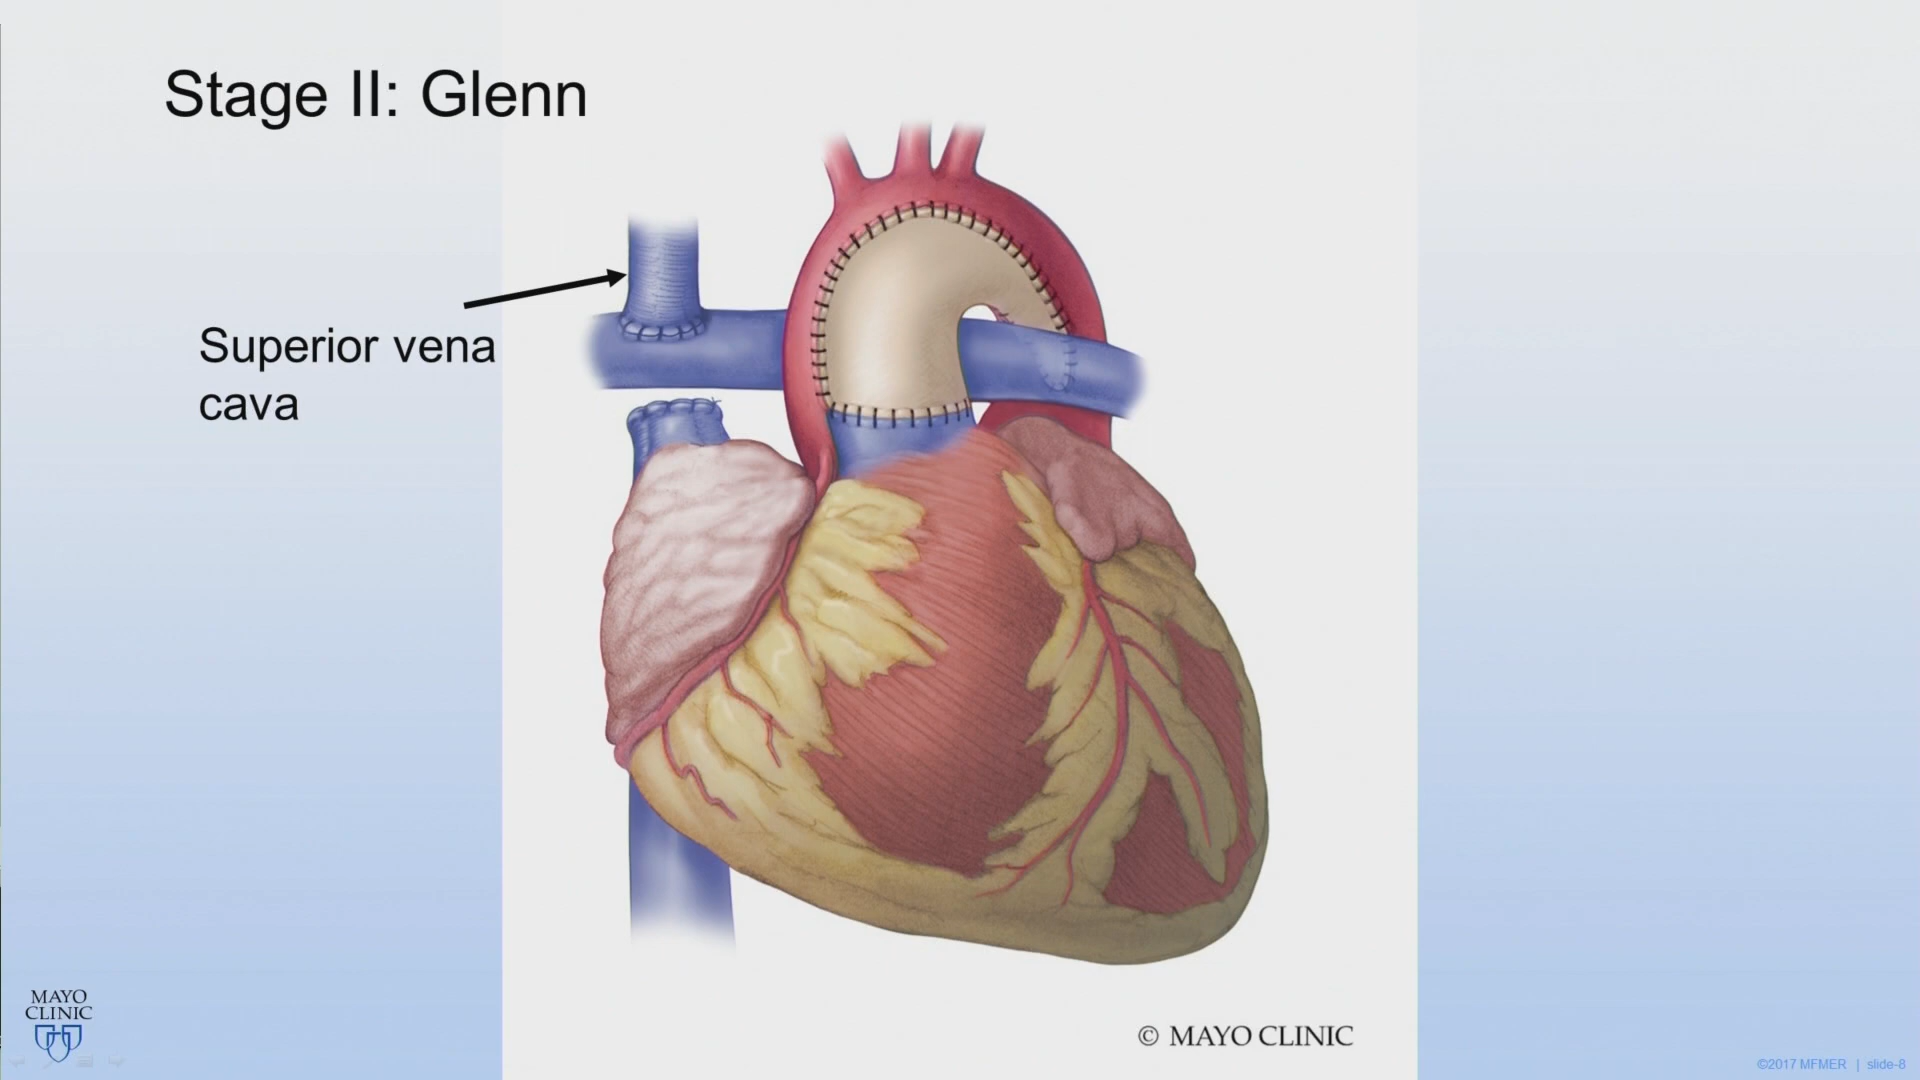 Stage II: Glenn
Superior vena
cava
MAYO
CLINIC
© MAYO CLINIC
©2017 MFMER | slide-8